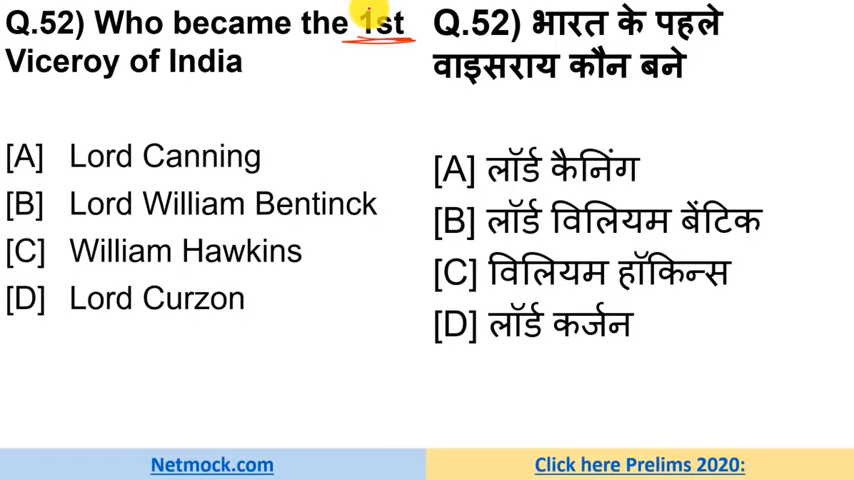 Q.52) Who became the 1st
Viceroy of India
[A] Lord Canning
[B] Lord William Bentinck
[C] William Hawkins
[D] Lord Curzon
Q.52) भारत के पहले
वाइसराय कौन बने
[A] लॉर्ड कैनिंग
[B] लॉर्ड विलियम बेंटिक
[C] विलियम हॉकिन्स
[D] लॉर्ड कर्जन
Netmock.com
Click here Prelims 2020: